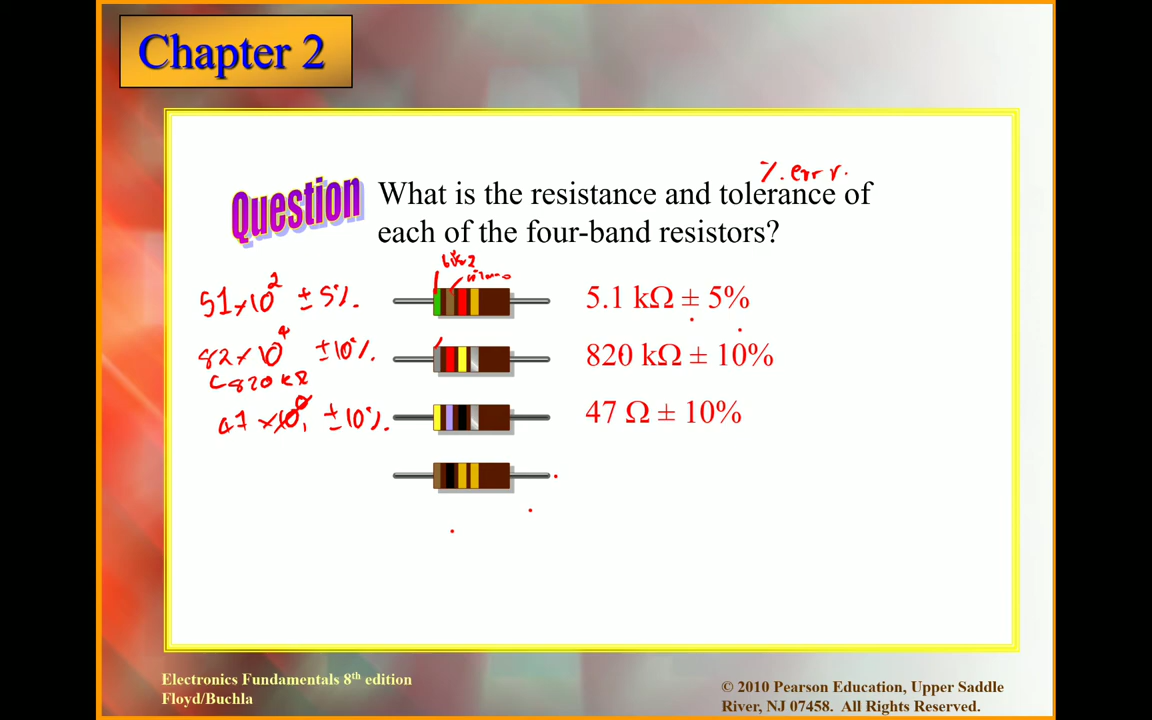 Chapter 2
% error.
Question
What is the resistance and tolerance of
each of the four-band resistors?
51 × 10² ± 5%.
5.1 kΩ ± 5%
82 × 10⁴ ± 10%.
820 kΩ ± 10%
820 kΩ
47 × 10⁰ ± 10%.
47 Ω ± 10%
Electronics Fundamentals 8th edition
Floyd/Buchla
© 2010 Pearson Education, Upper Saddle
River, NJ 07458. All Rights Reserved.